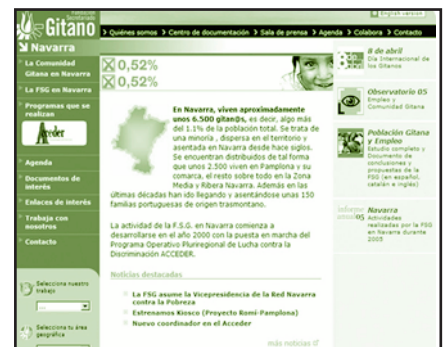 Fundación
Secretariado
Gitano
English version
Quiénes somos > Centro de documentación > Sala de prensa > Agenda > Colabora > Contacto
Navarra
La Comunidad
Gitana en Navarra
La FSG en Navarra
Programas que se
realizan
Acceder
Agenda
Documentos de
interés
Enlaces de interés
Trabaja con
nosotros
Contacto
Selecciona nuestro
trabajo
Selecciona tu área
geográfica
0,52%
0,52%
En Navarra, viven aproximadamente
unos 6.500 gitan@s, es decir, algo más
del 1.1% de la población total. Se trata de
una minoría , dispersa en el territorio y
asentada en Navarra desde hace siglos.
Se encuentran distribuidos de tal forma
que unos 2.500 viven en Pamplona y su
comarca, el resto sobre todo en la Zona
Media y Ribera Navarra. Además en las
últimas décadas han ido llegando y asentándose unas 150
familias portuguesas de origen trasmontano.
La actividad de la F.S.G. en Navarra comienza a
desarrollarse en el año 2000 con la puesta en marcha del
Programa Operativo Plurirregional de Lucha contra la
Discriminación ACCEDER.
Noticias destacadas
La FSG asume la Vicepresidencia de la Red Navarra
contra la Pobreza
Estrenamos Kiosco (Proyecto Romi-Pamplona)
Nuevo coordinador en el Acceder
más noticias
8 de abril
Día Internacional de
los Gitanos
Observatorio 05
Empleo y
Comunidad Gitana
Población Gitana
y Empleo
Estudio completo y
Documento de
conclusiones y
propuestas de la
FSG (en español,
catalán e inglés)
informe
anual05
Navarra
Actividades
realizadas por la FSG
en Navarra durante
2005